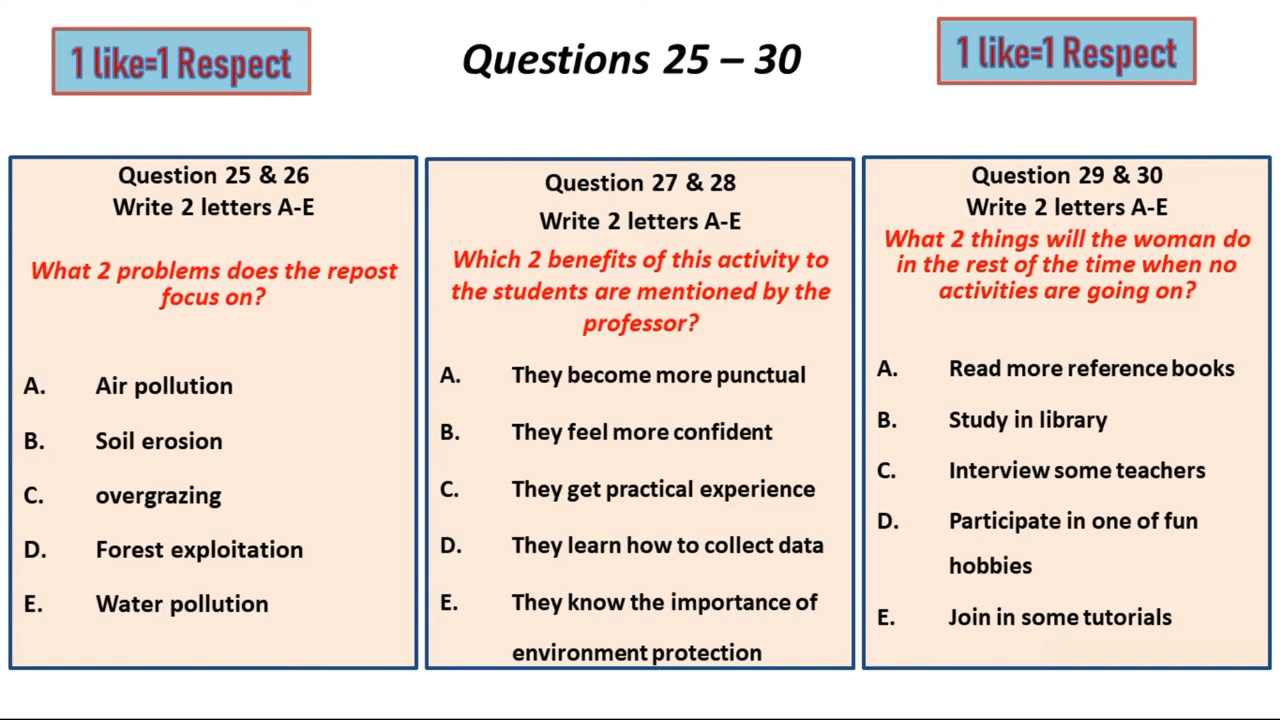 1 like=1 Respect
Questions 25 – 30
1 like=1 Respect
Question 25 & 26
Write 2 letters A-E
What 2 problems does the repost
focus on?
A. Air pollution
B. Soil erosion
C. overgrazing
D. Forest exploitation
E. Water pollution
Question 27 & 28
Write 2 letters A-E
Which 2 benefits of this activity to
the students are mentioned by the
professor?
A. They become more punctual
B. They feel more confident
C. They get practical experience
D. They learn how to collect data
E. They know the importance of
environment protection
Question 29 & 30
Write 2 letters A-E
What 2 things will the woman do
in the rest of the time when no
activities are going on?
A. Read more reference books
B. Study in library
C. Interview some teachers
D. Participate in one of fun
hobbies
E. Join in some tutorials